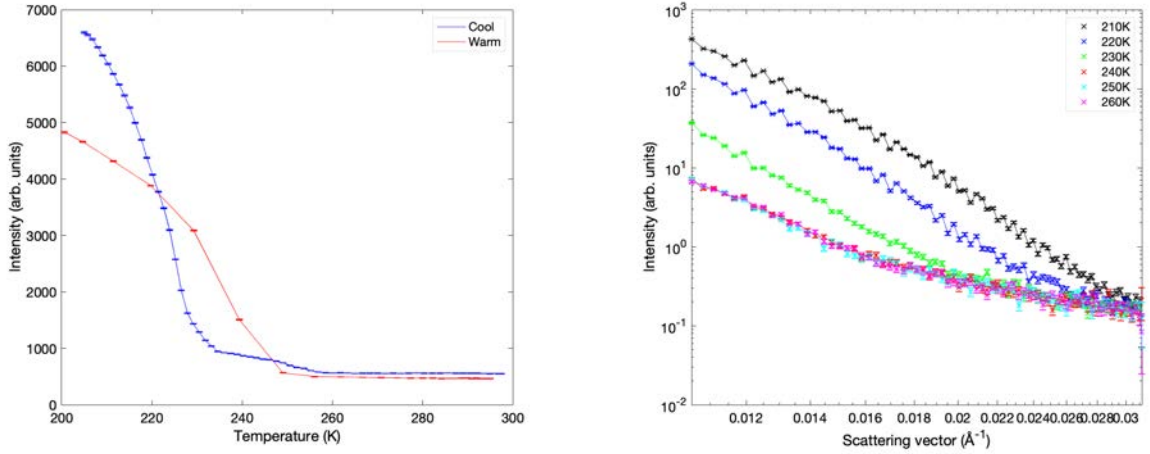 7000
6000
5000
4000
3000
2000
1000
0
200
220
240
260
280
300
Intensity (arb. units)
Temperature (K)
Cool
Warm
10³
10²
10¹
10⁰
10⁻¹
10⁻²
0.012
0.014
0.016
0.018
0.02
0.022
0.024
0.026
0.028
0.03
Intensity (arb. units)
Scattering vector (Å⁻¹)
210K
220K
230K
240K
250K
260K